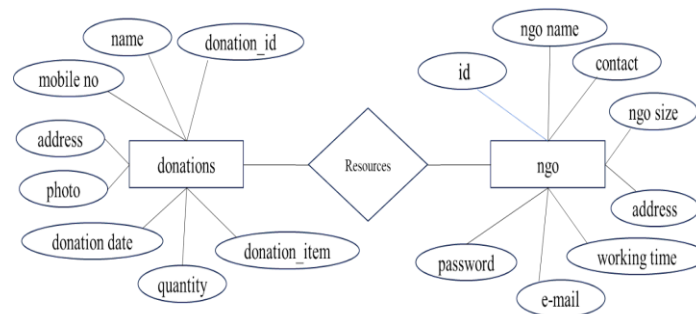 ngo name
name
donation_id
contact
id
mobile no
ngo size
address
donations
Resources
ngo
photo
address
donation date
donation_item
working time
password
quantity
e-mail